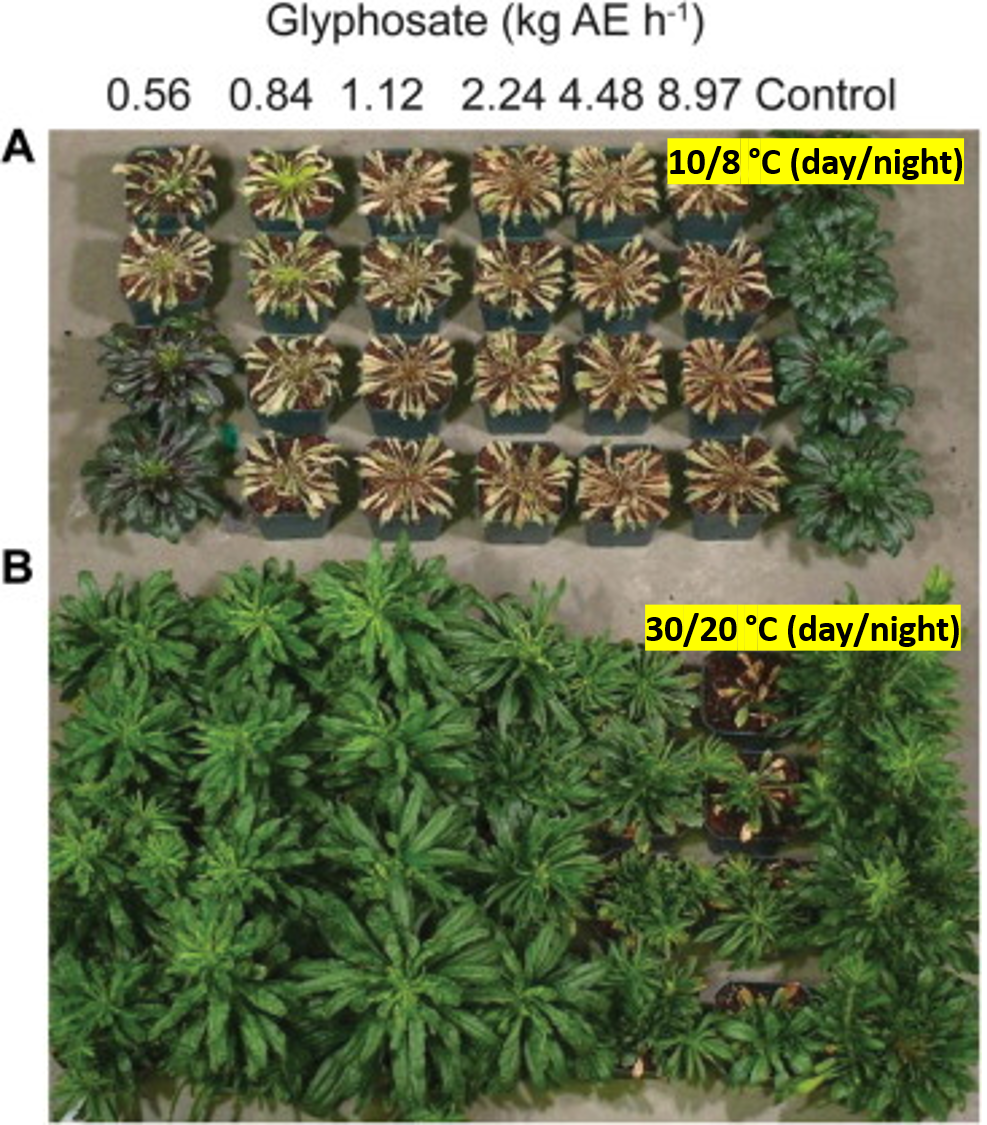 Glyphosate (kg AE h-¹)
0.56 0.84 1.12 2.24 4.48 8.97 Control
A
10/8 °C (day/night)
B
30/20 °C (day/night)